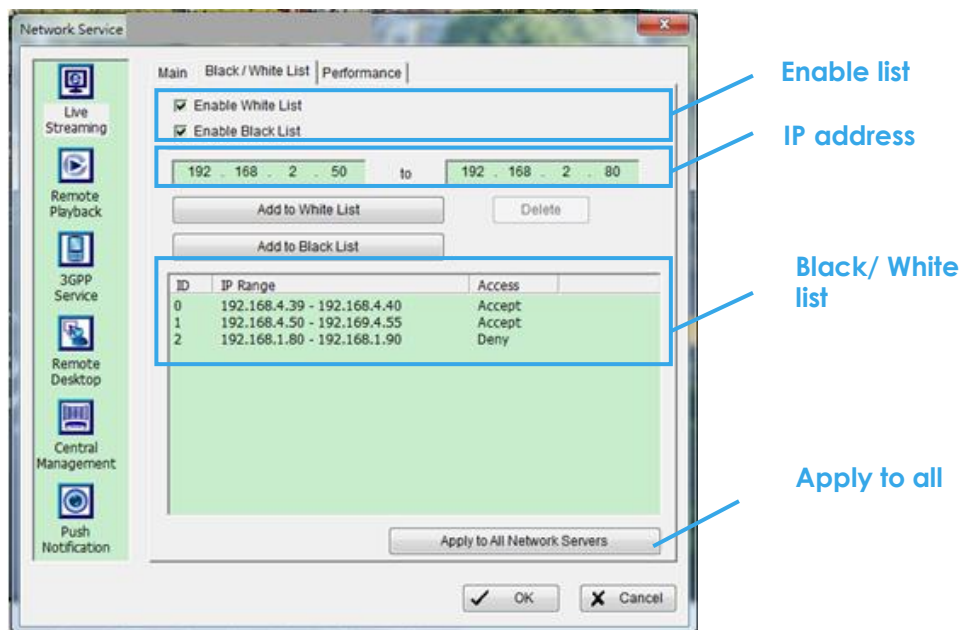 Network Service
x
Main Black / White List Performance
Enable White List
Enable Black List
192 . 168 . 2 . 50 to 192 . 168 . 2 . 80
Add to White List Delete
Add to Black List
ID IP Range Access
0 192.168.4.39 - 192.168.4.40 Accept
1 192.168.4.50 - 192.169.4.55 Accept
2 192.168.1.80 - 192.168.1.90 Deny
Apply to All Network Servers
OK Cancel
Live
Streaming
Remote
Playback
3GPP
Service
Remote
Desktop
Central
Management
Push
Notification
Enable list
IP address
Black/ White
list
Apply to all